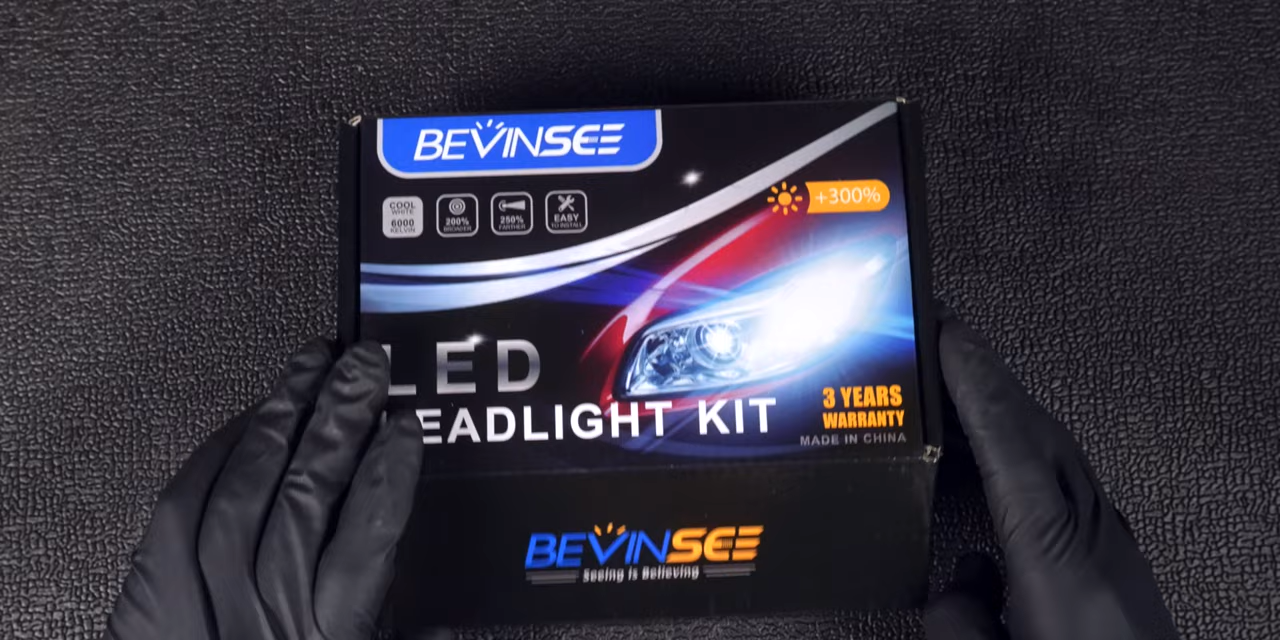 BEVINSEE
COOL
WHITE
6000
KELVIN
200%
BROADER
250%
FARTHER
EASY
TO INSTALL
+300%
LED
EADLIGHT KIT
3 YEARS
WARRANTY
MADE IN CHINA
BEVINSEE
Seeing is Believing